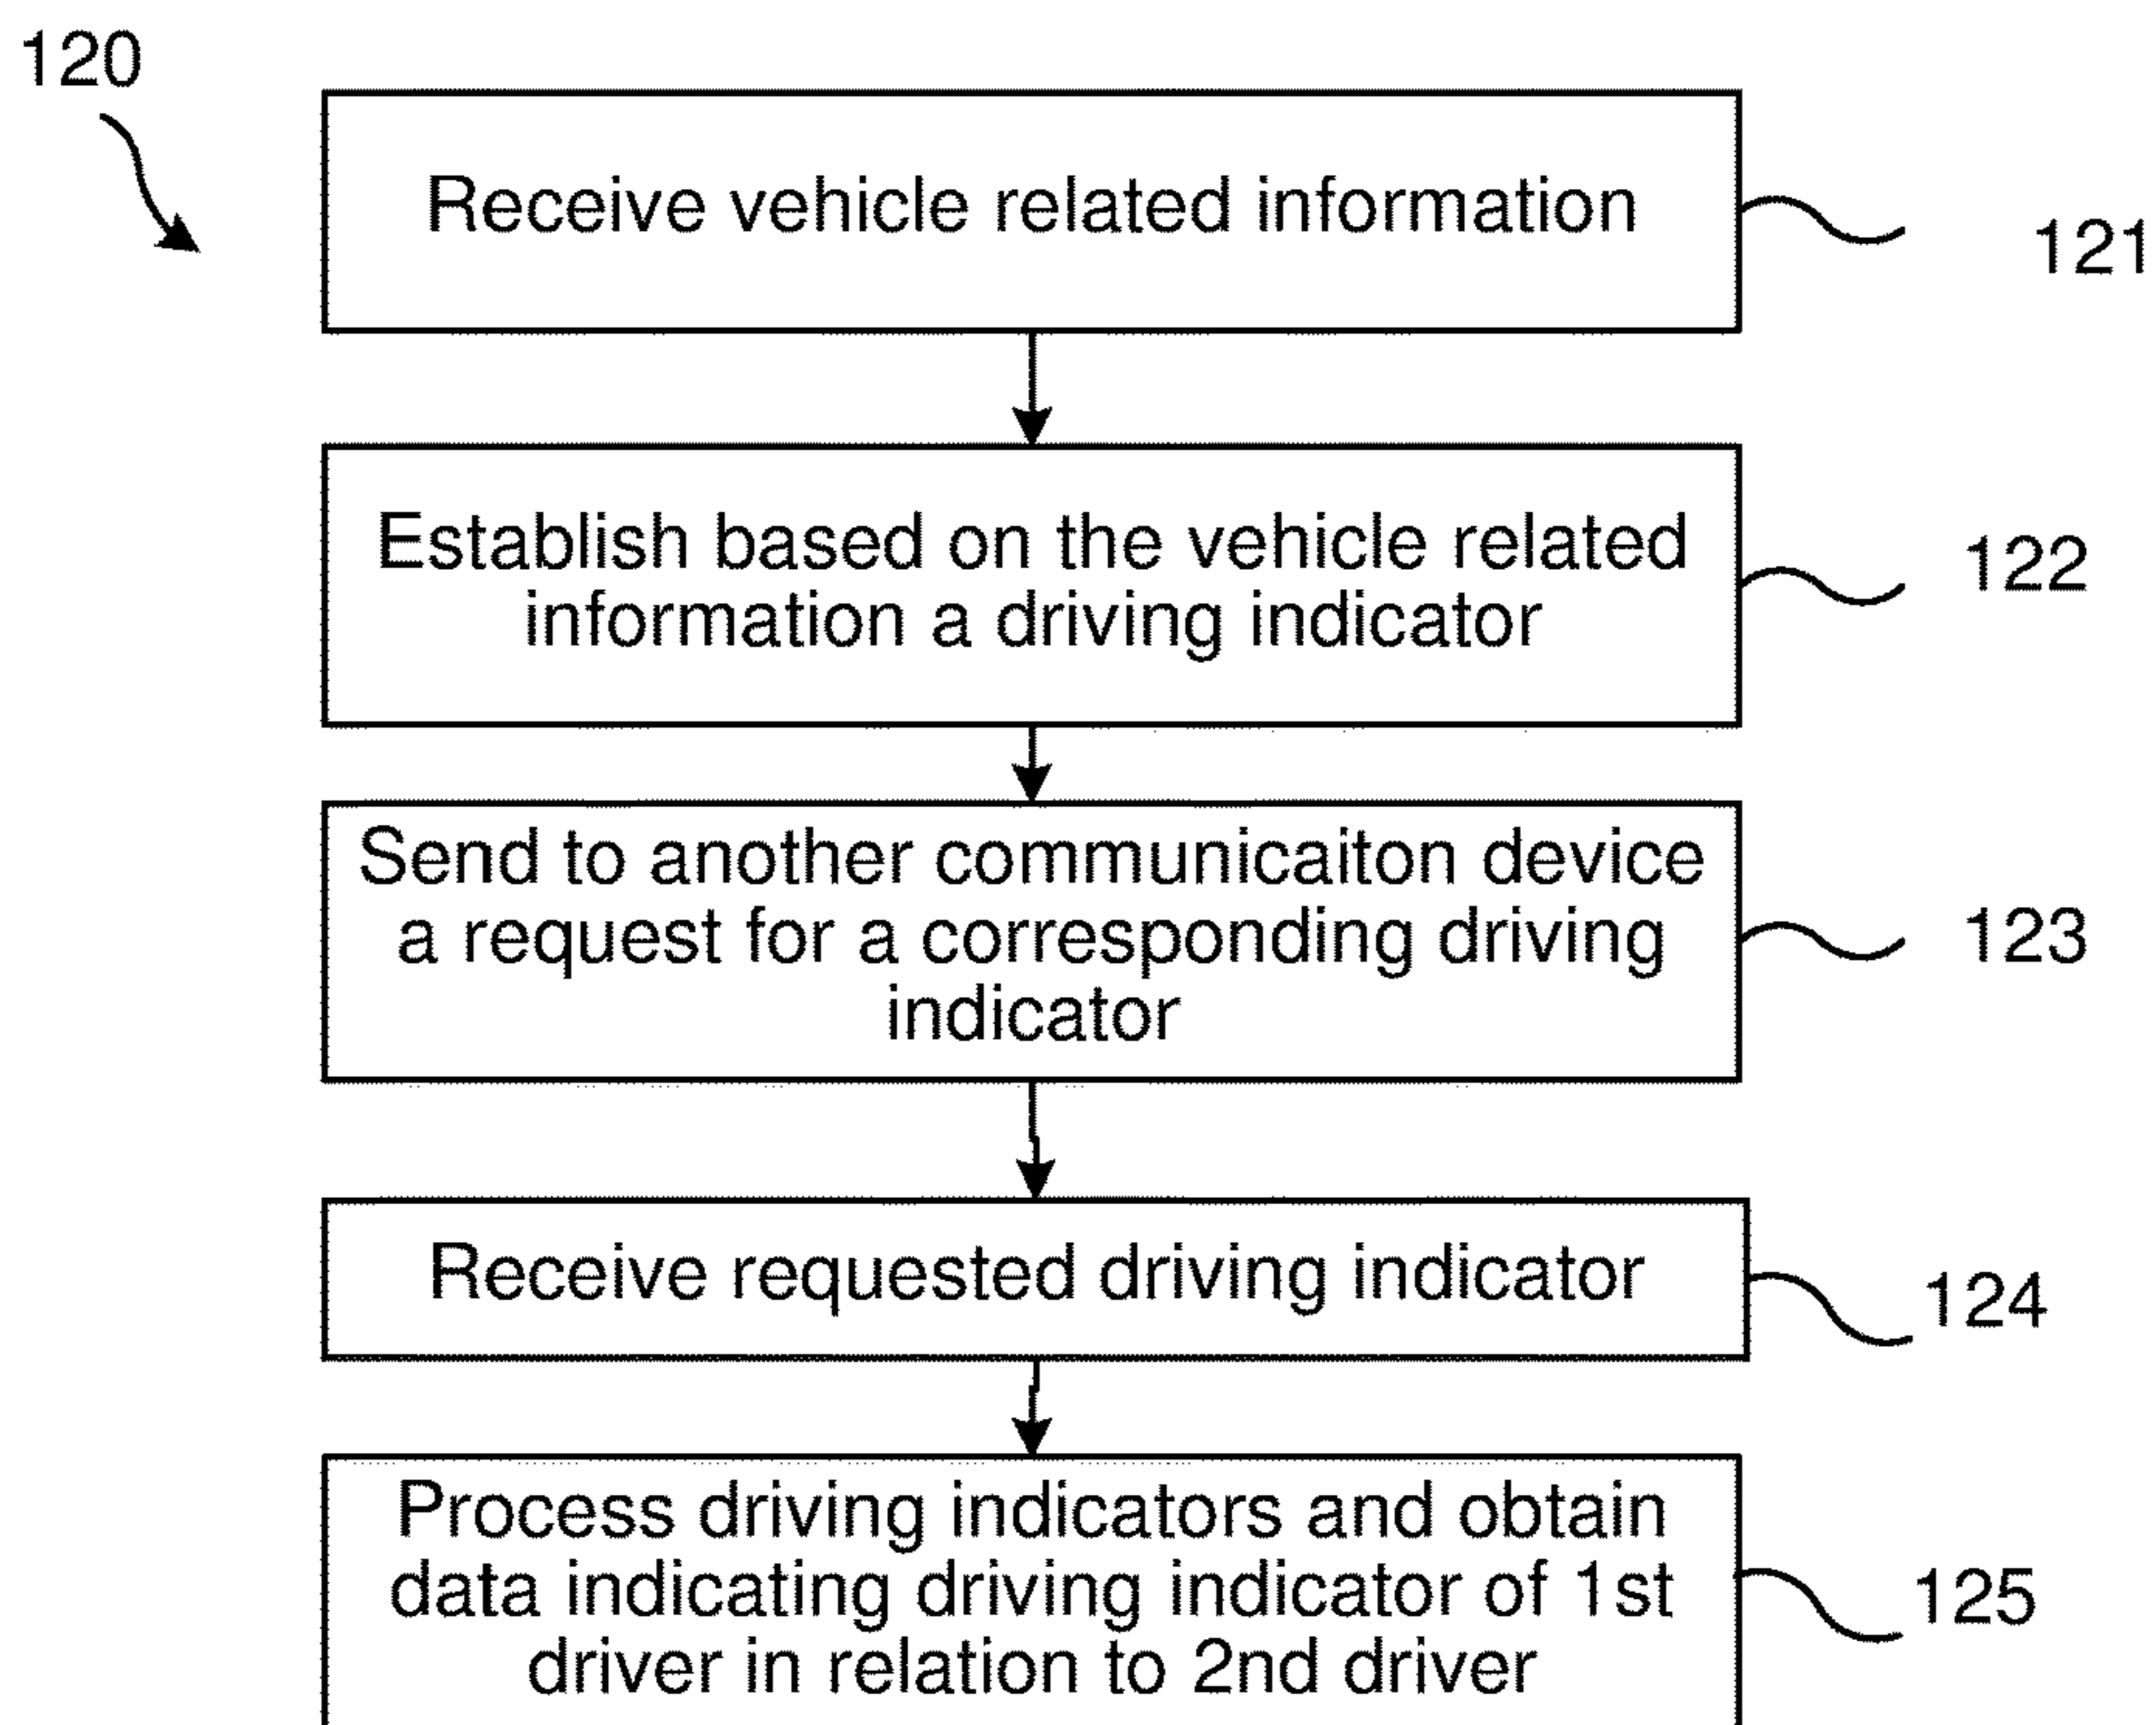 120
Receive vehicle related information
121
Establish based on the vehicle related
information a driving indicator
122
Send to another communicaiton device
a request for a corresponding driving
indicator
123
Receive requested driving indicator
124
Process driving indicators and obtain
data indicating driving indicator of 1st
driver in relation to 2nd driver
125